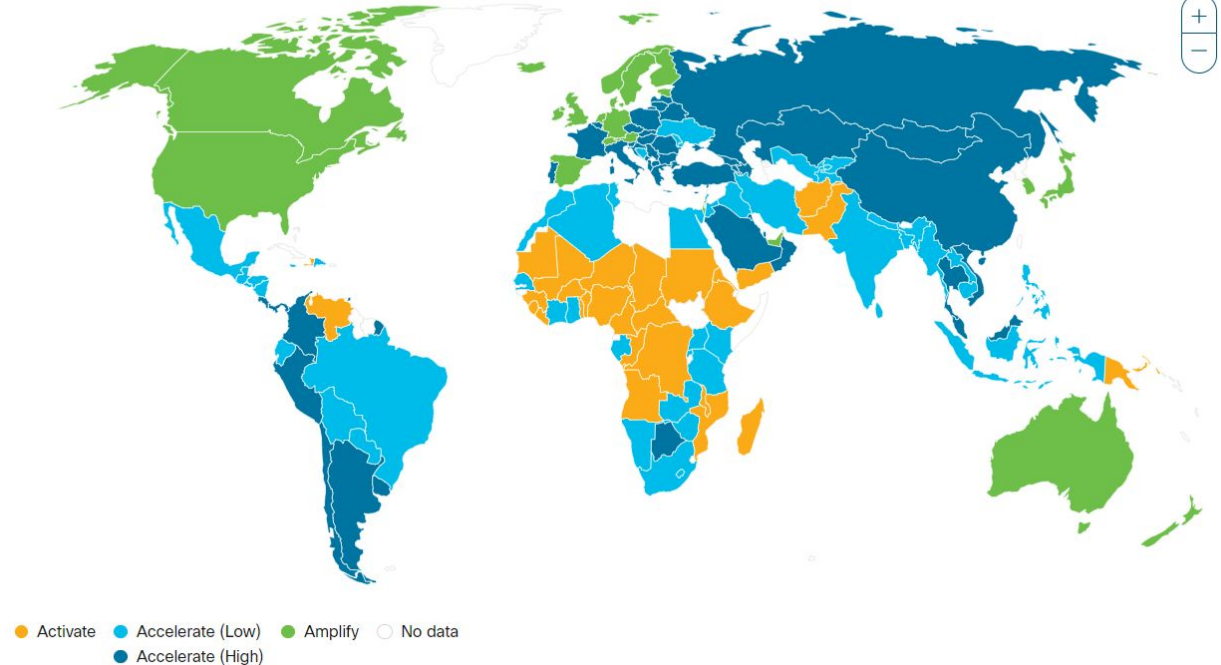 +
−
Activate Accelerate (Low) Amplify No data
Accelerate (High)